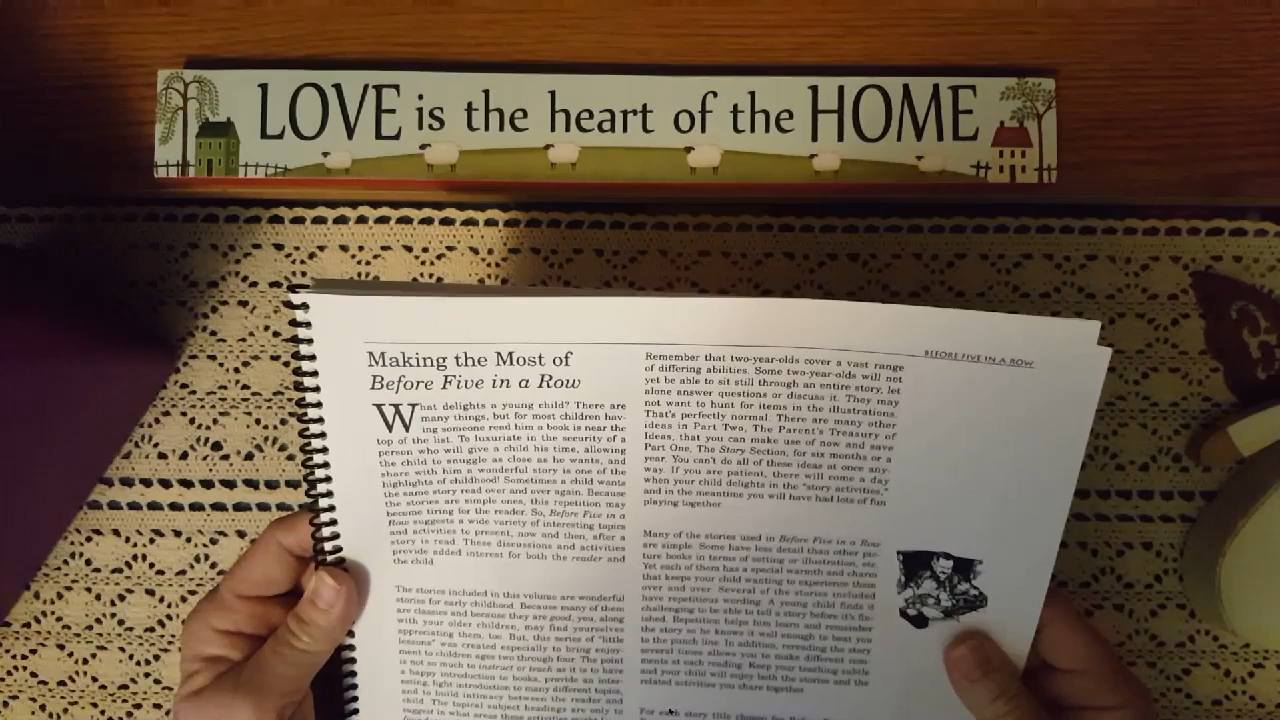 LOVE is the heart of the HOME
BEFORE FIVE IN A ROW
Making the Most of
Before Five in a Row
What delights a young child? There are
many things, but for most children hav-
ing someone read him a book is near the
top of the list. To luxuriate in the security of a
person who will give a child his time, allowing
the child to snuggle as close as he wants, and
share with him a wonderful story is one of the
highlights of childhood! Sometimes a child wants
the same story read over and over again. Because
the stories are simple ones, this repetition may
become tiring for the reader. So, Before Five in a
Row suggests a wide variety of interesting topics
and activities to present, now and then, after a
story is read. These discussions and activities
provide added interest for both the reader and
the child.
The stories included in this volume are wonderful
stories for early childhood. Because many of them
are classics and because they are good, you, along
with your older children, may find yourselves
appreciating them, too. But, this series of "little
lessons" was created especially to bring enjoy-
ment to children ages two through four. The point
is not so much to instruct or teach as it is to have
a happy introduction to books, provide an inter-
esting, light introduction to many different topics,
and to build intimacy between the reader and
child. The topical subject headings are only to
suggest in what areas these activities might be
Remember that two-year-olds cover a vast range
of differing abilities. Some two-year-olds will not
yet be able to sit still through an entire story, let
alone answer questions or discuss it. They may
not want to hunt for items in the illustrations.
That's perfectly normal. There are many other
ideas in Part Two, The Parent's Treasury of
Ideas, that you can make use of now and save
Part One, The Story Section, for six months or a
year. You can't do all of these ideas at once any-
way. If you are patient, there will come a day
when your child delights in the "story activities,"
and in the meantime you will have had lots of fun
playing together.
Many of the stories used in Before Five in a Row
are simple. Some have less detail than other pic-
ture books in terms of setting or illustration, etc.
Yet each of them has a special warmth and charm
that keeps your child wanting to experience them
over and over. Several of the stories included
have repetitious wording. A young child finds it
challenging to be able to tell a story before it's fin-
ished. Repetition helps him learn and remember
the story so he knows it well enough to beat you
to the punch line. In addition, rereading the story
several times allows you to make different com-
ments at each reading. Keep your teaching subtle
and your child will enjoy both the stories and the
related activities you share together.
For each story title chosen for